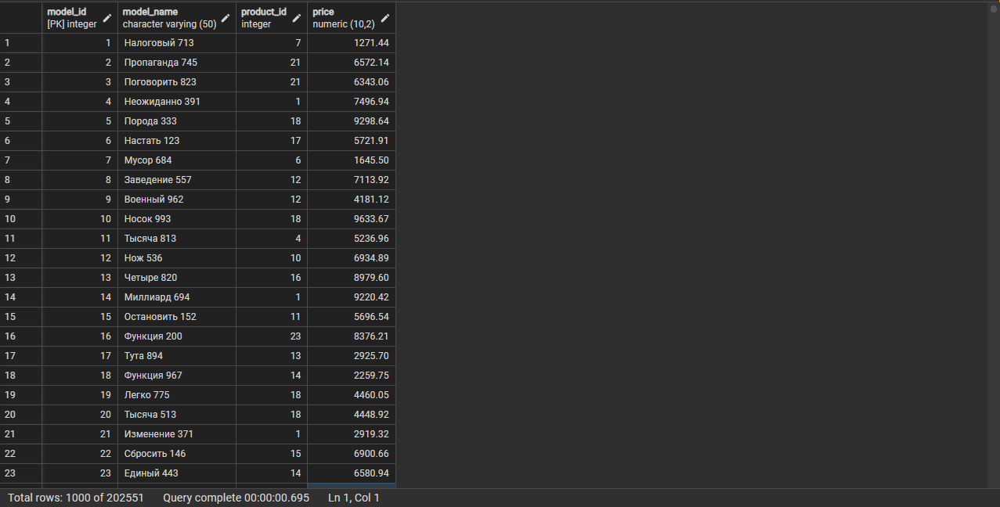 model_id model_name product_id price
[PK] integer character varying (50) integer numeric (10,2)
1 1 Налоговый 713 7 1271.44
2 2 Пропаганда 745 21 6572.14
3 3 Поговорить 823 21 6343.06
4 4 Неожиданно 391 1 7496.94
5 5 Порода 333 18 9298.64
6 6 Настать 123 17 5721.91
7 7 Мусор 684 6 1645.50
8 8 Заведение 557 12 7113.92
9 9 Военный 962 12 4181.12
10 10 Носок 993 18 9633.67
11 11 Тысяча 813 4 5236.96
12 12 Нож 536 10 6934.89
13 13 Четыре 820 16 8979.60
14 14 Миллиард 694 1 9220.42
15 15 Остановить 152 11 5696.54
16 16 Функция 200 23 8376.21
17 17 Тута 894 13 2925.70
18 18 Функция 967 14 2259.75
19 19 Легко 775 18 4460.05
20 20 Тысяча 513 18 4448.92
21 21 Изменение 371 1 2919.32
22 22 Сбросить 146 15 6900.66
23 23 Единый 443 14 6580.94
Total rows: 1000 of 202551 Query complete 00:00:00.695 Ln 1, Col 1